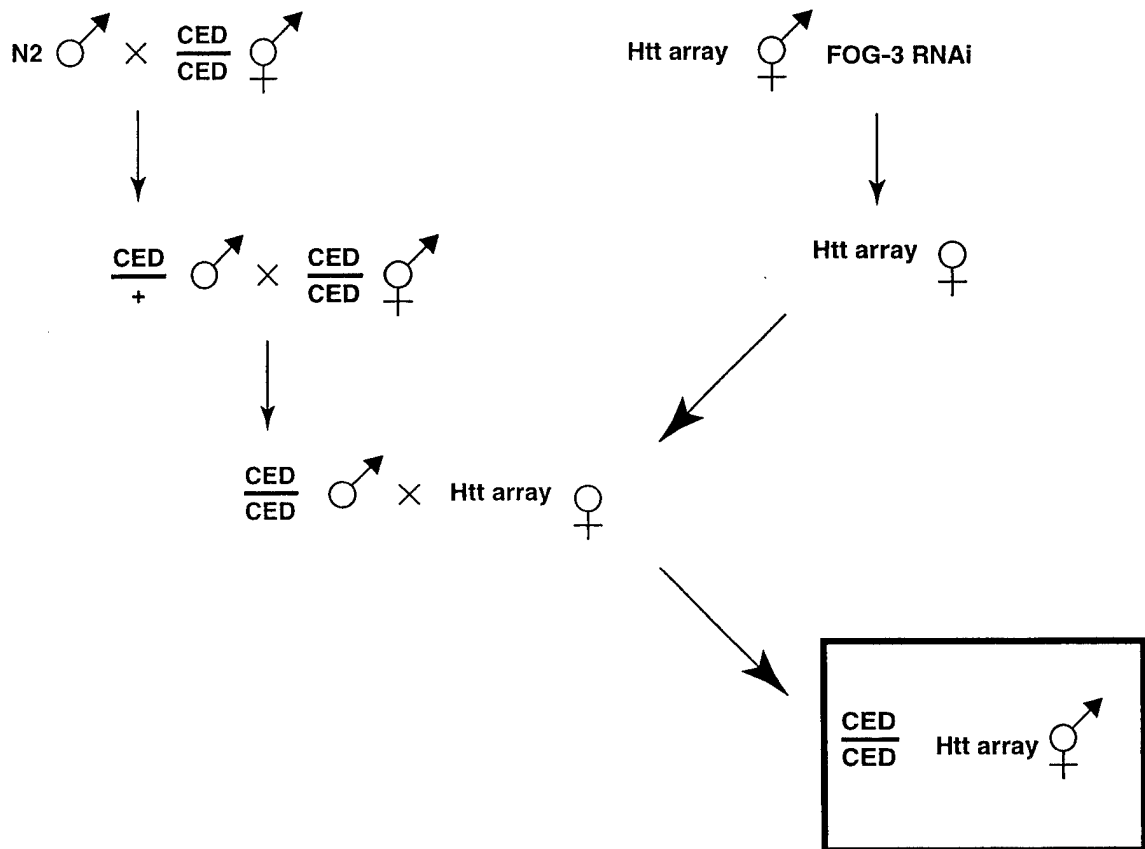 N2 × CED
CED
Htt array FOG-3 RNAi
CED
+
× CED
CED
Htt array
CED
CED
× Htt array
CED
CED
Htt array